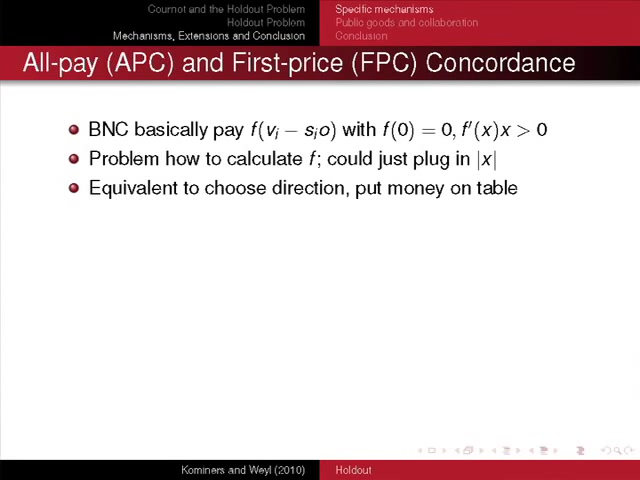 Cournot and the Holdout Problem
Holdout Problem
Mechanisms, Extensions and Conclusion
Specific mechanisms
Public goods and collaboration
Conclusion
All-pay (APC) and First-price (FPC) Concordance
BNC basically pay f(vᵢ − sᵢo) with f(0) = 0, f′(x)x > 0
Problem how to calculate f; could just plug in |x|
Equivalent to choose direction, put money on table
Kominers and Weyl (2010)
Holdout